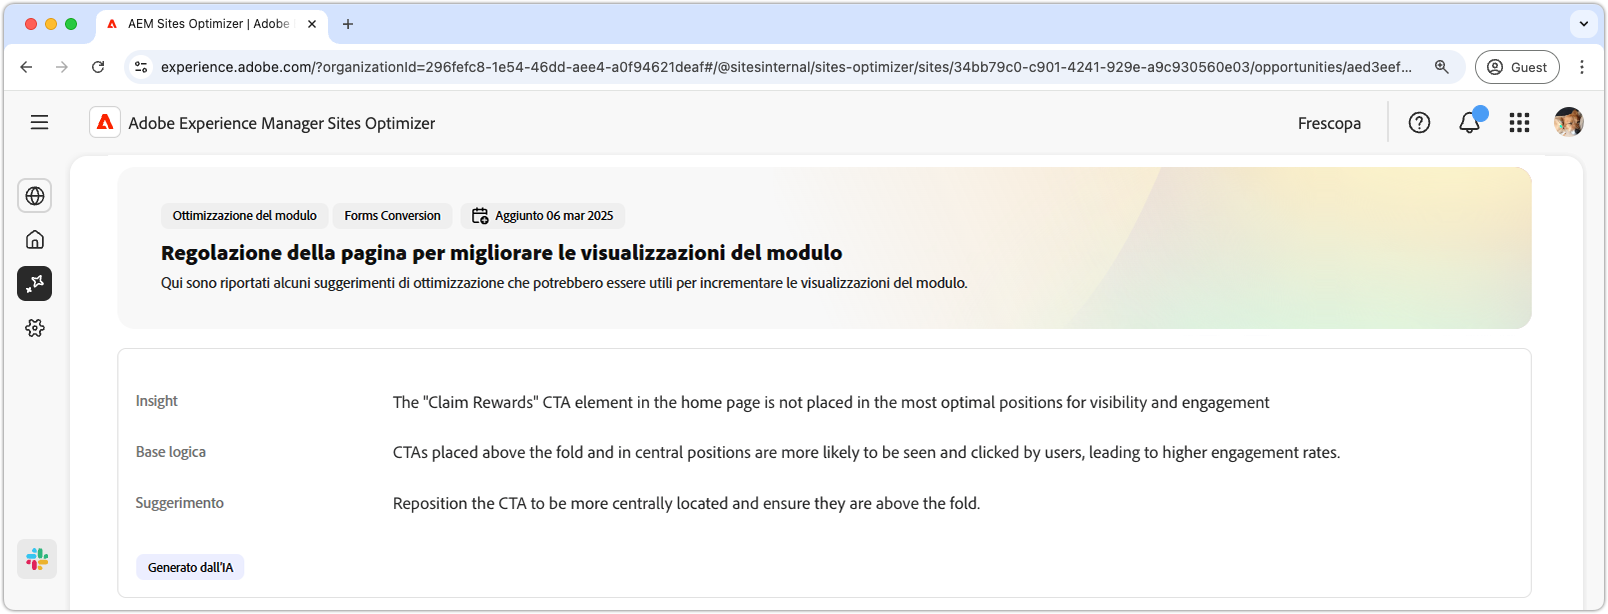 AEM Sites Optimizer | Adobe
experience.adobe.com/?organizationId=296fefc8-1e54-46dd-aee4-a0f94621deaf#/@sitesinternal/sites-optimizer/sites/34bb79c0-c901-4241-929e-a9c930560e03/opportunities/aed3eef...
Guest
Adobe Experience Manager Sites Optimizer
Frescopa
Ottimizzazione del modulo
Forms Conversion
Aggiunto 06 mar 2025
Regolazione della pagina per migliorare le visualizzazioni del modulo
Qui sono riportati alcuni suggerimenti di ottimizzazione che potrebbero essere utili per incrementare le visualizzazioni del modulo.
Insight
The "Claim Rewards" CTA element in the home page is not placed in the most optimal positions for visibility and engagement
Base logica
CTAs placed above the fold and in central positions are more likely to be seen and clicked by users, leading to higher engagement rates.
Suggerimento
Reposition the CTA to be more centrally located and ensure they are above the fold.
Generato dall'IA